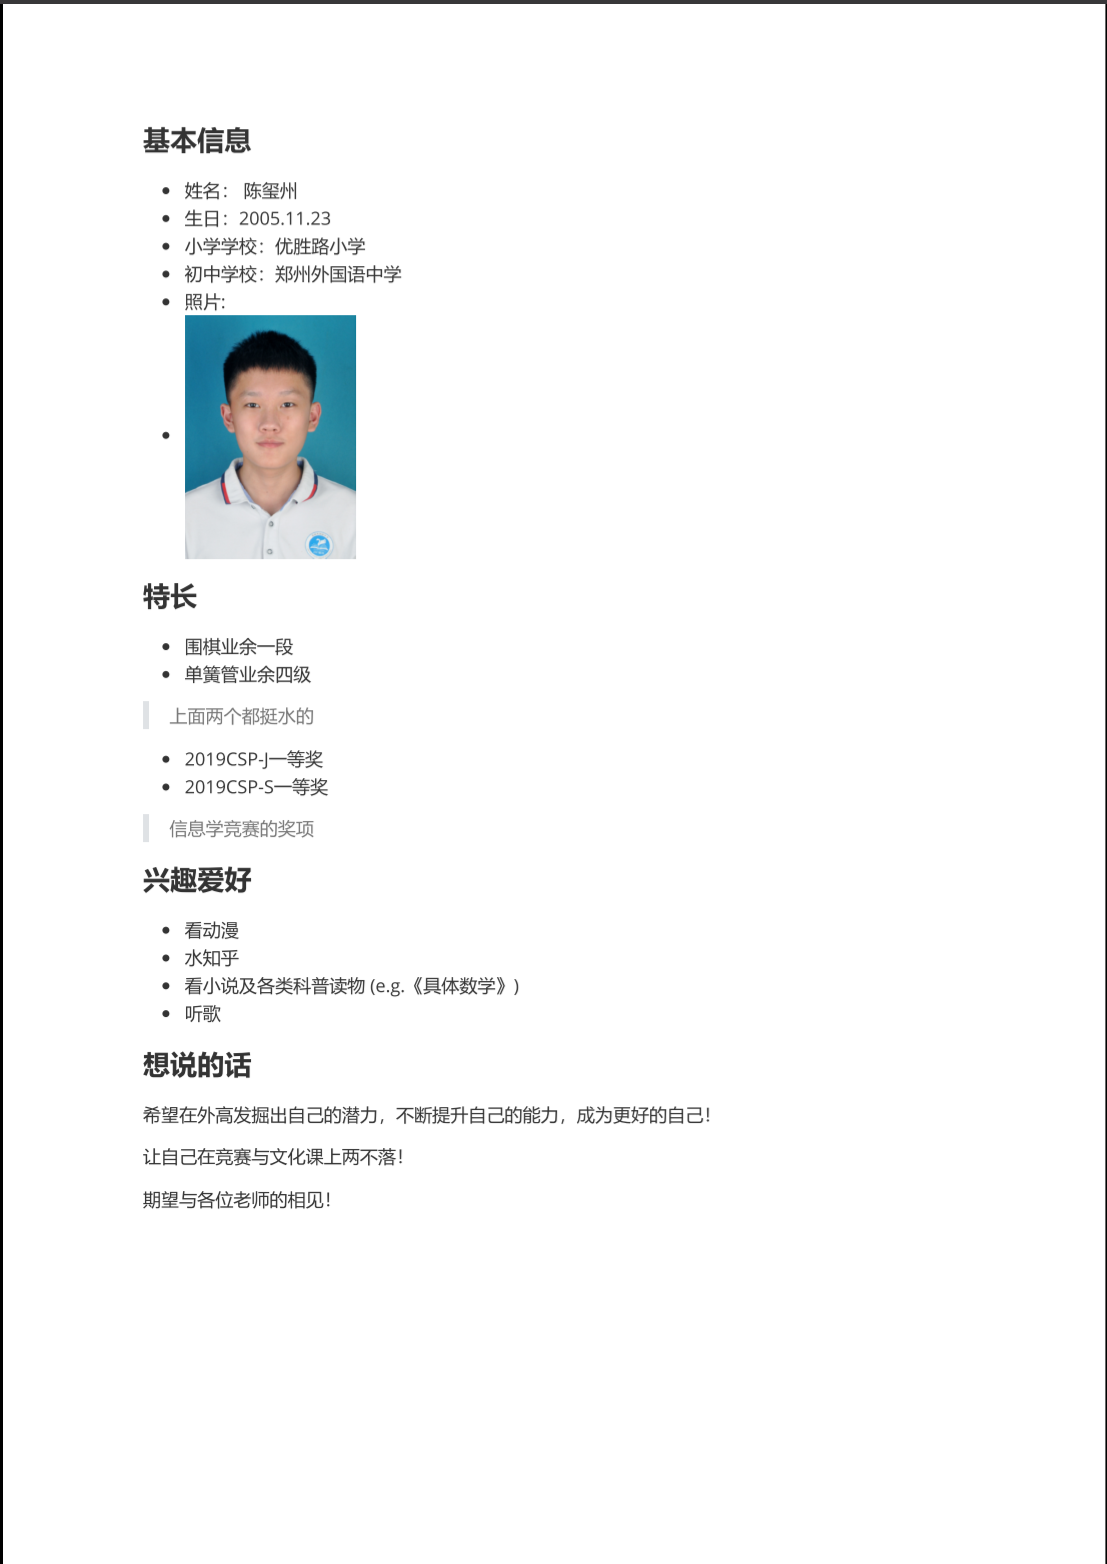 基本信息
姓名： 陈玺州
生日：2005.11.23
小学学校：优胜路小学
初中学校：郑州外国语中学
照片:
特长
围棋业余一段
单簧管业余四级
上面两个都挺水的
2019CSP-J一等奖
2019CSP-S一等奖
信息学竞赛的奖项
兴趣爱好
看动漫
水知乎
看小说及各类科普读物 (e.g.《具体数学》)
听歌
想说的话
希望在外高发掘出自己的潜力，不断提升自己的能力，成为更好的自己！
让自己在竞赛与文化课上两不落！
期望与各位老师的相见！